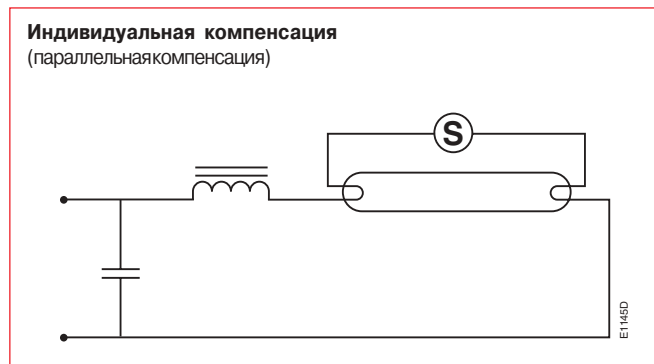 Индивидуальная компенсация
(параллельнаякомпенсация)
S
E1145D